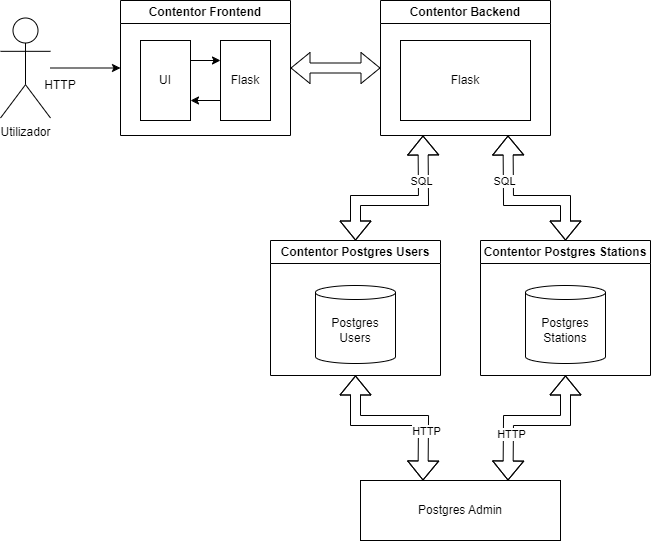 Contentor Frontend
Contentor Backend
UI
Flask
Flask
HTTP
Utilizador
SQL
SQL
Contentor Postgres Users
Contentor Postgres Stations
Postgres
Users
Postgres
Stations
HTTP
HTTP
Postgres Admin